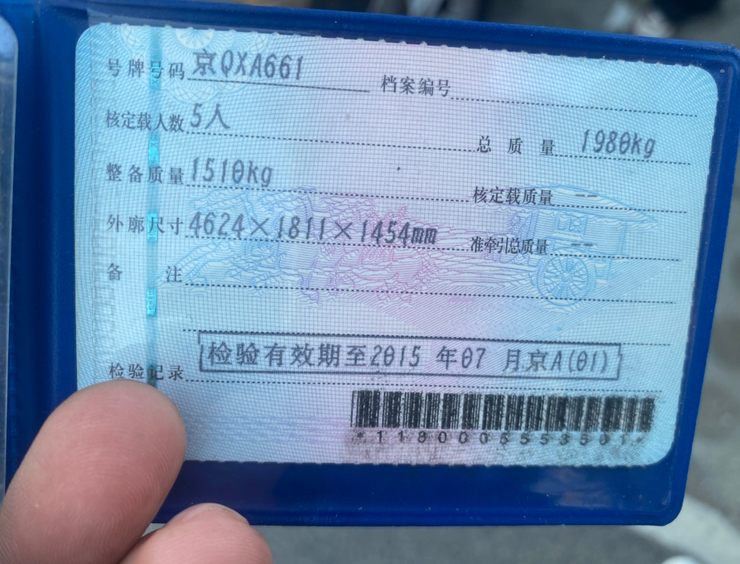 号牌号码 京QXA661 档案编号
核定载人数 5人 总质量 1980kg
整备质量 1510kg 核定载质量 --
外廓尺寸 4624×1811×1454mm 准牵引总质量 --
备注
检验记录 检验有效期至2015年07月京A(01)